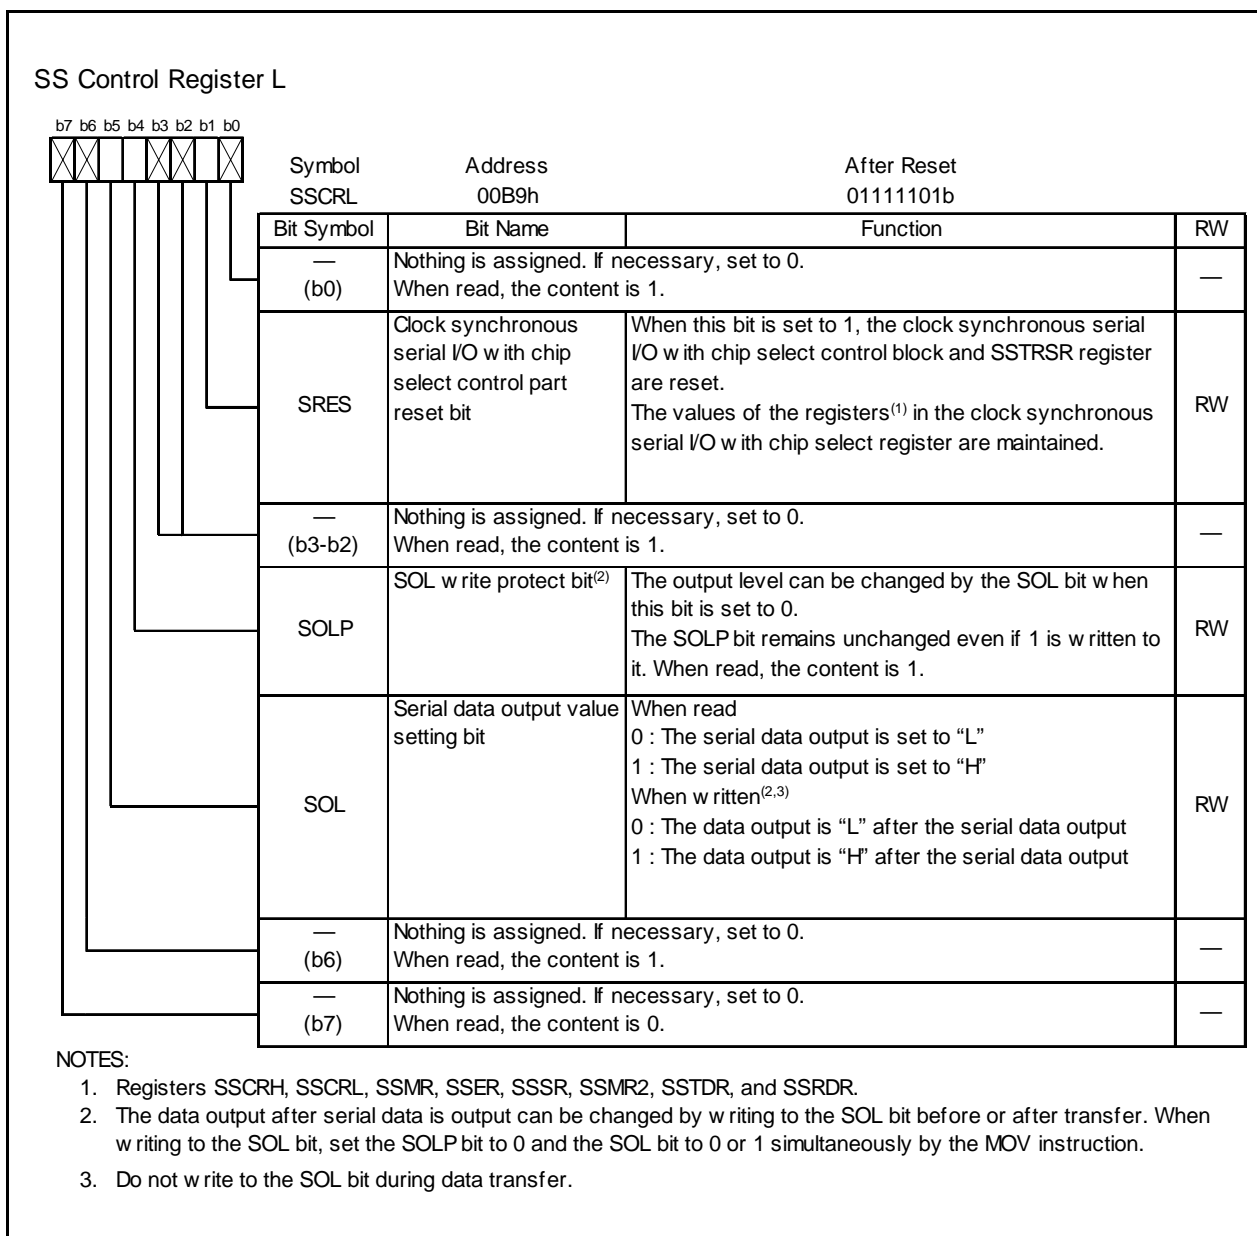 SS Control Register L
b7 b6 b5 b4 b3 b2 b1 b0
Symbol Address After Reset
SSCRL 00B9h 01111101b
Bit Symbol Bit Name Function RW
— Nothing is assigned. If necessary, set to 0.
(b0) When read, the content is 1. —
Clock synchronous When this bit is set to 1, the clock synchronous serial
serial I/O with chip I/O with chip select control block and SSTRSR register
select control part are reset.
SRES reset bit The values of the registers(1) in the clock synchronous RW
serial I/O with chip select register are maintained.
— Nothing is assigned. If necessary, set to 0.
(b3-b2) When read, the content is 1. —
SOL write protect bit(2) The output level can be changed by the SOL bit when
this bit is set to 0.
SOLP The SOLP bit remains unchanged even if 1 is written to RW
it. When read, the content is 1.
Serial data output value When read
setting bit 0 : The serial data output is set to “L”
1 : The serial data output is set to “H”
SOL When written(2,3) RW
0 : The data output is “L” after the serial data output
1 : The data output is “H” after the serial data output
— Nothing is assigned. If necessary, set to 0.
(b6) When read, the content is 1. —
— Nothing is assigned. If necessary, set to 0.
(b7) When read, the content is 0. —
NOTES:
1. Registers SSCRH, SSCRL, SSMR, SSER, SSSR, SSMR2, SSTDR, and SSRDR.
2. The data output after serial data is output can be changed by writing to the SOL bit before or after transfer. When
writing to the SOL bit, set the SOLP bit to 0 and the SOL bit to 0 or 1 simultaneously by the MOV instruction.
3. Do not write to the SOL bit during data transfer.